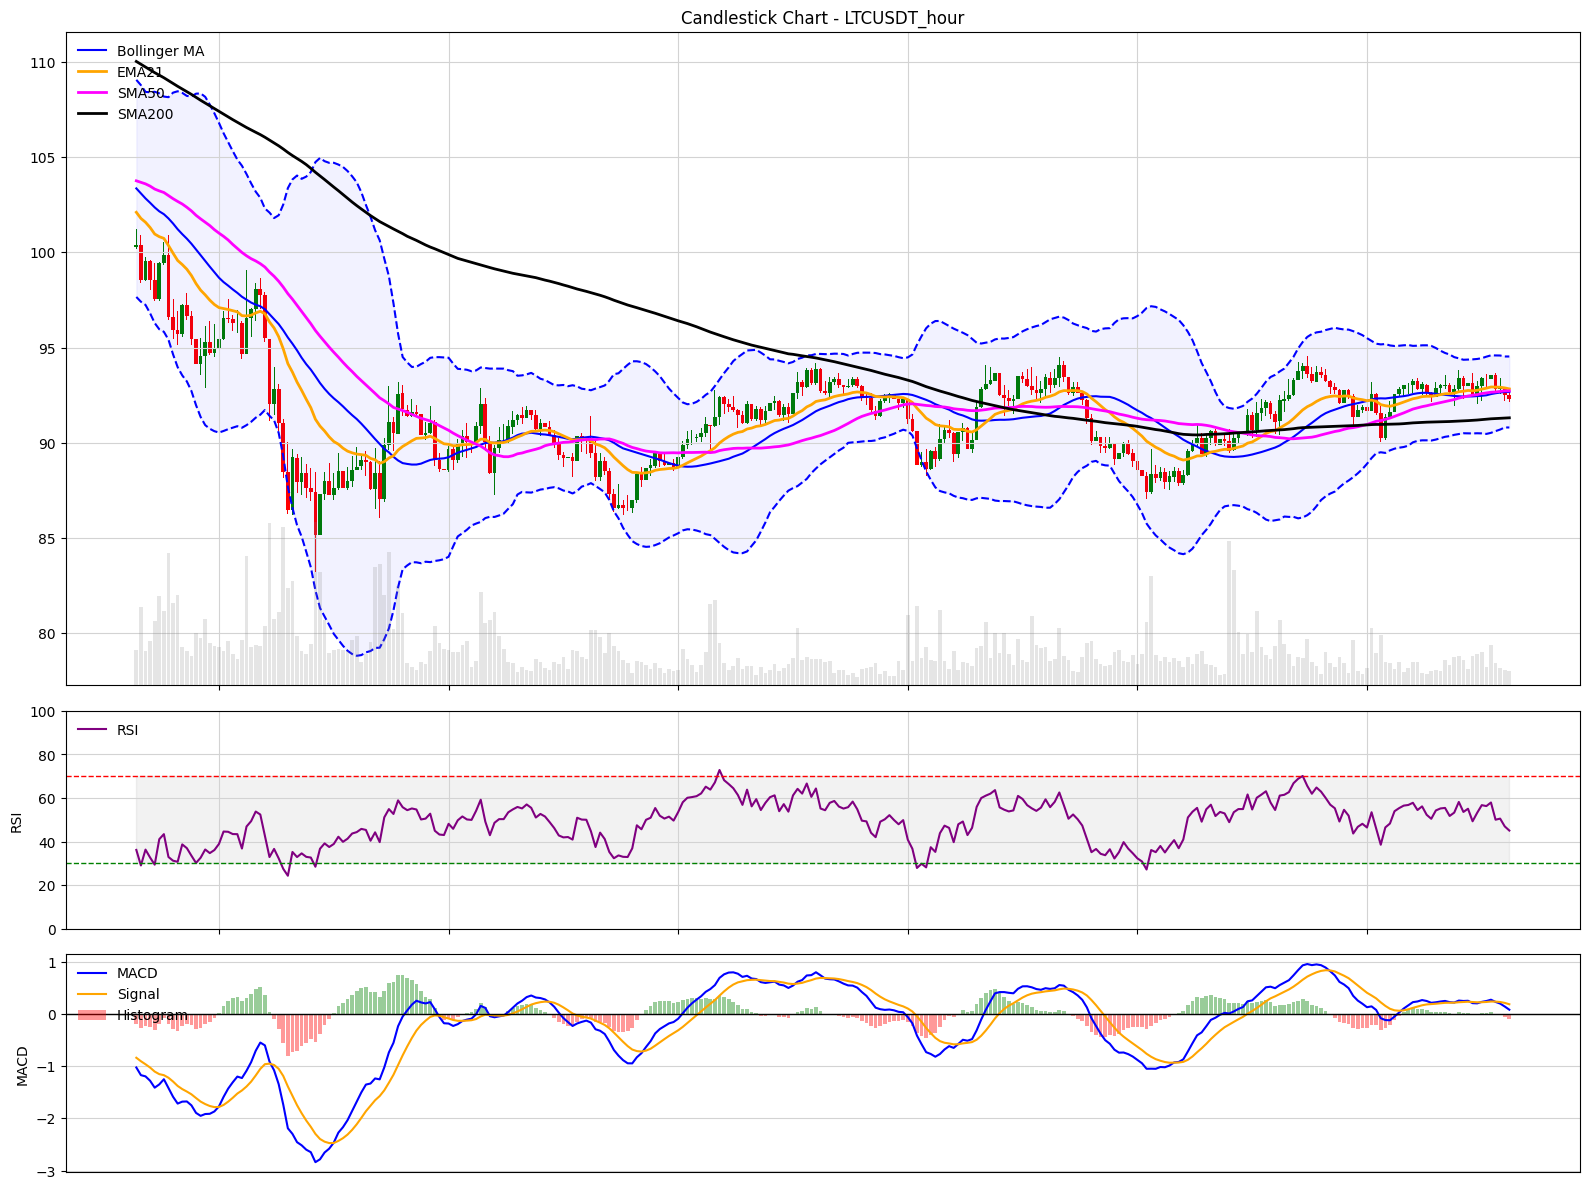 Candlestick Chart - LTCUSDT_hour
Bollinger MA
EMA21
SMA50
SMA200
110
105
100
95
90
85
80
RSI
100
80
60
40
20
0
RSI
MACD
Signal
Histogram
1
0
−1
−2
−3
MACD